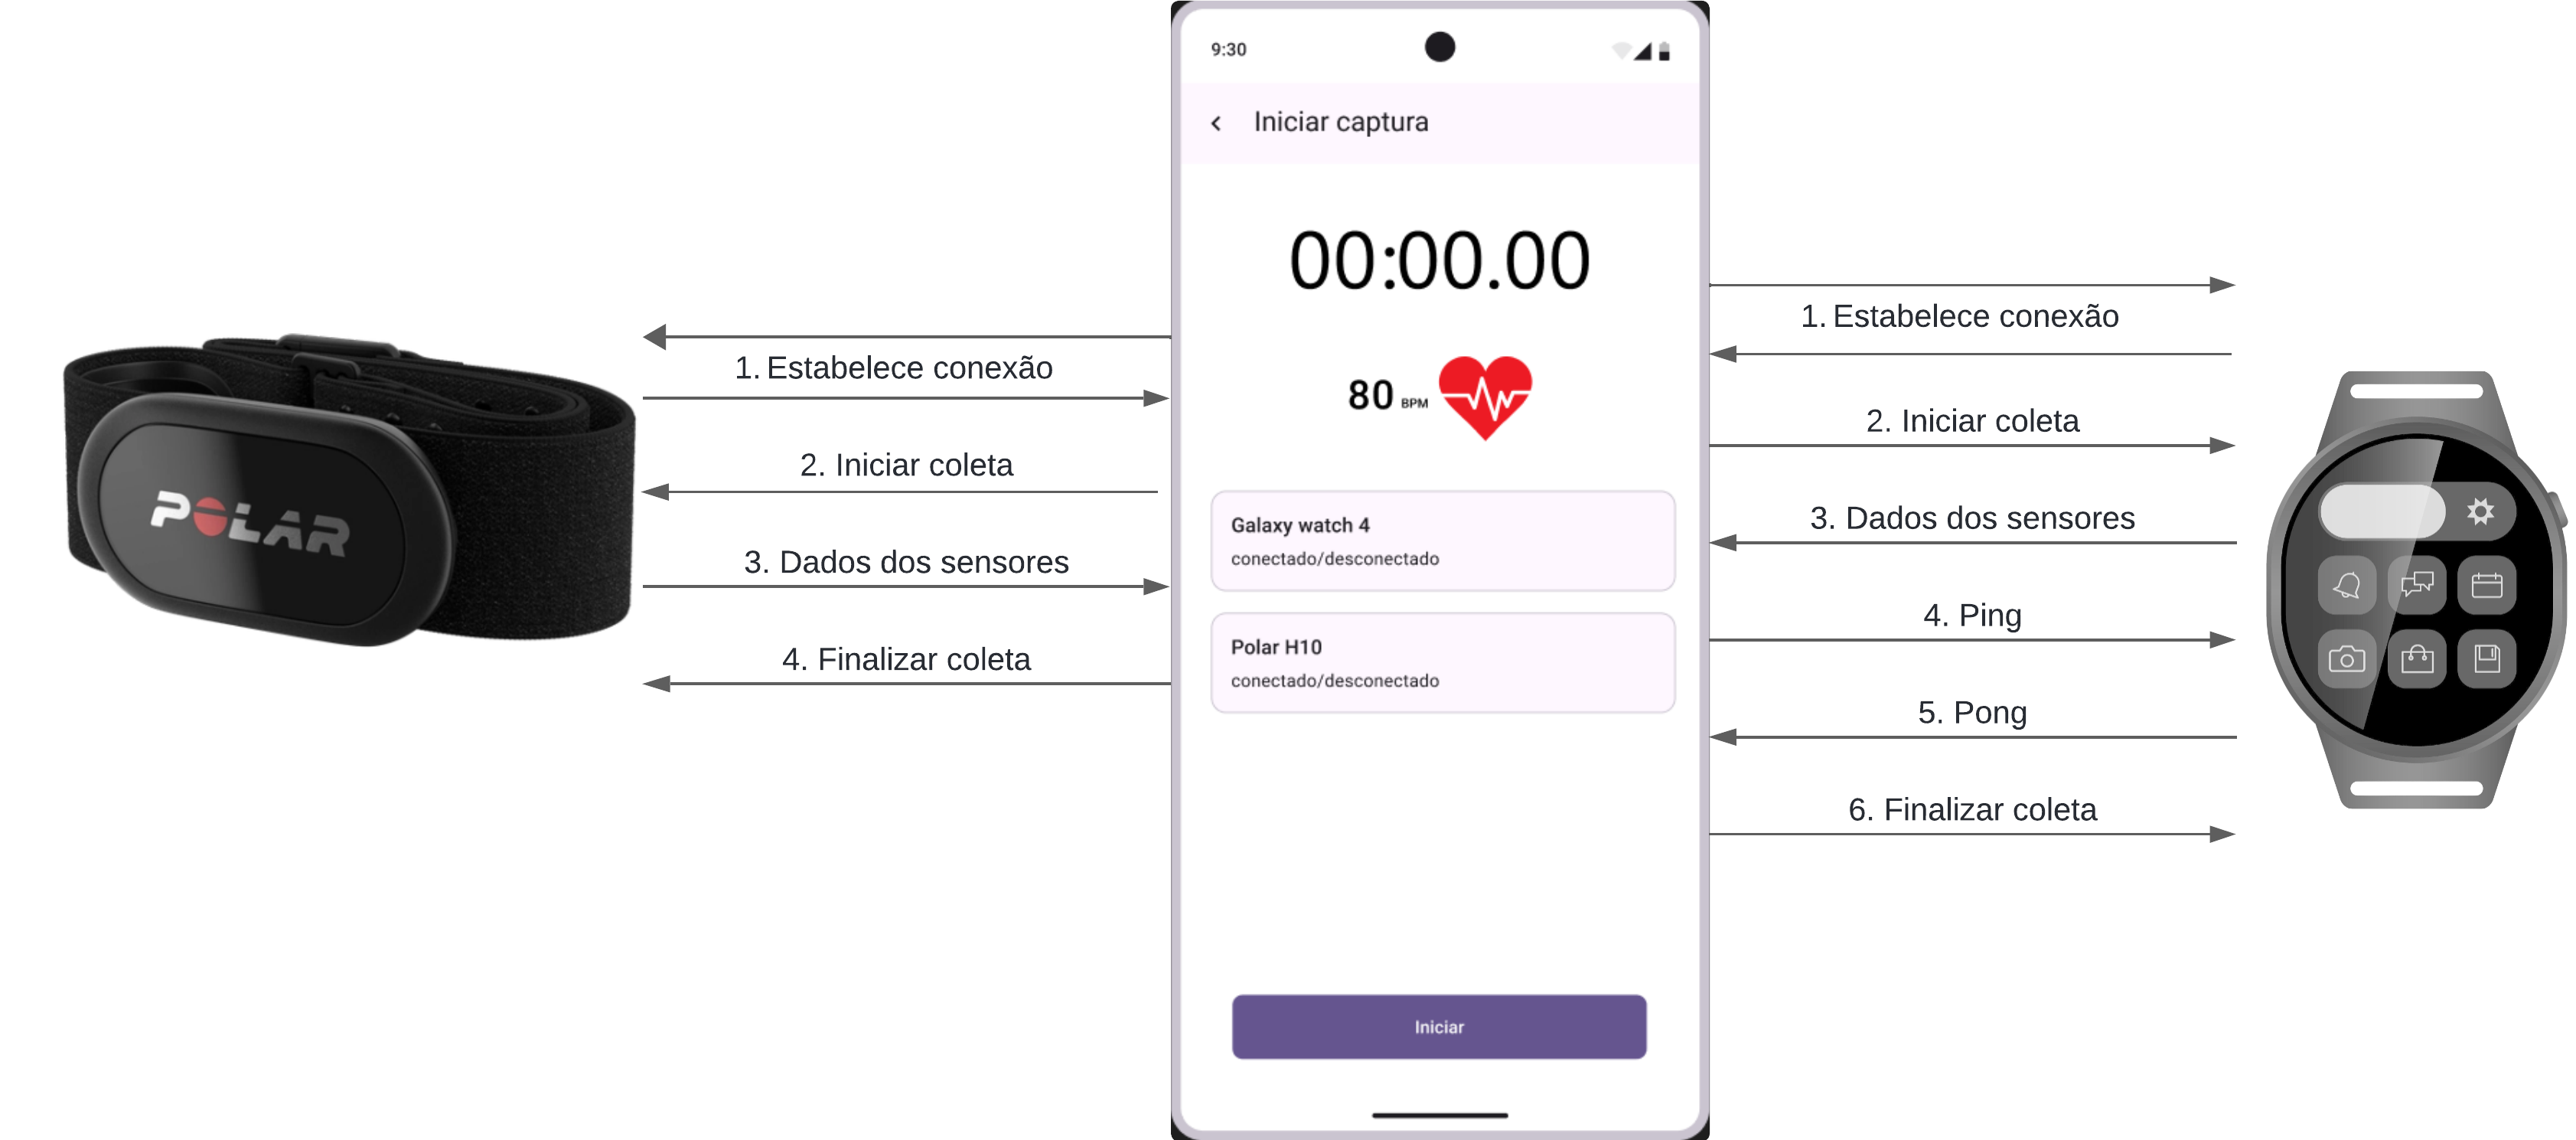 POLAR
1. Estabelece conexão
2. Iniciar coleta
3. Dados dos sensores
4. Finalizar coleta
9:30
Iniciar captura
00:00.00
80 BPM
Galaxy watch 4
conectado/desconectado
Polar H10
conectado/desconectado
Iniciar
1. Estabelece conexão
2. Iniciar coleta
3. Dados dos sensores
4. Ping
5. Pong
6. Finalizar coleta